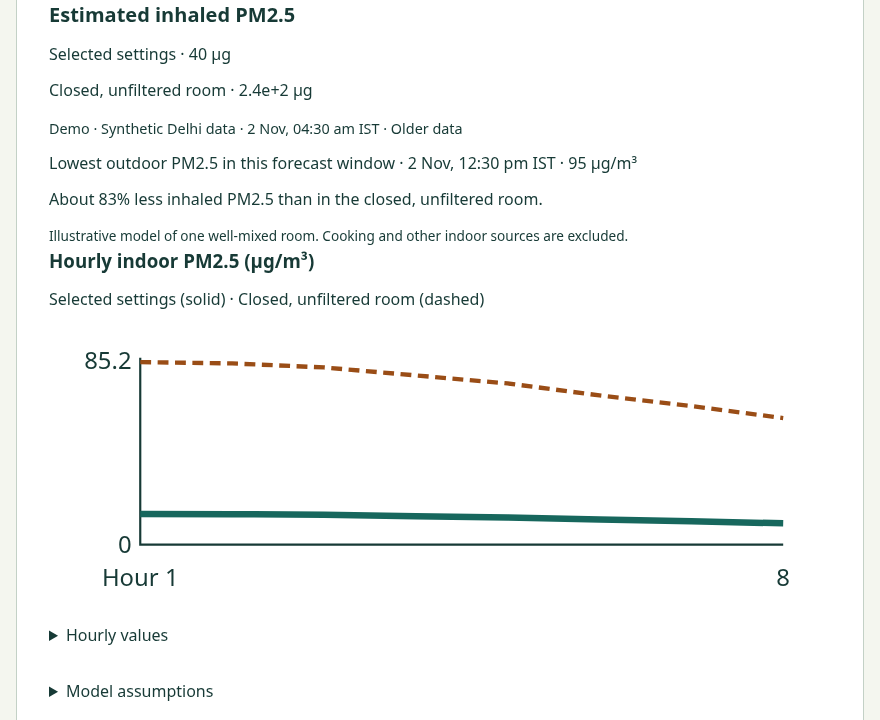 Estimated inhaled PM2.5
Selected settings · 40 µg
Closed, unfiltered room · 2.4e+2 µg
Demo · Synthetic Delhi data · 2 Nov, 04:30 am IST · Older data
Lowest outdoor PM2.5 in this forecast window · 2 Nov, 12:30 pm IST · 95 µg/m³
About 83% less inhaled PM2.5 than in the closed, unfiltered room.
Illustrative model of one well-mixed room. Cooking and other indoor sources are excluded.
Hourly indoor PM2.5 (µg/m³)
Selected settings (solid) · Closed, unfiltered room (dashed)
85.2
0
Hour 1
8
▶ Hourly values
▶ Model assumptions